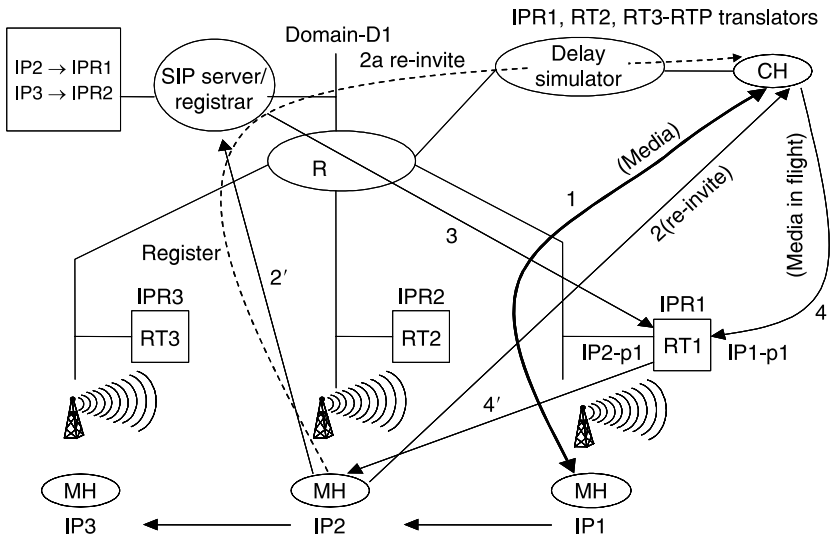 IPR1, RT2, RT3-RTP translators
Domain-D1
IP2 → IPR1
IP3 → IPR2
SIP server/
registrar
2a re-invite
Delay
simulator
CH
R
(Media)
1
2(re-invite)
(Media in flight)
3
Register
2′
4
IPR3
RT3
IPR2
RT2
IPR1
RT1
IP2-p1
IP1-p1
4′
MH
IP3
MH
IP2
MH
IP1